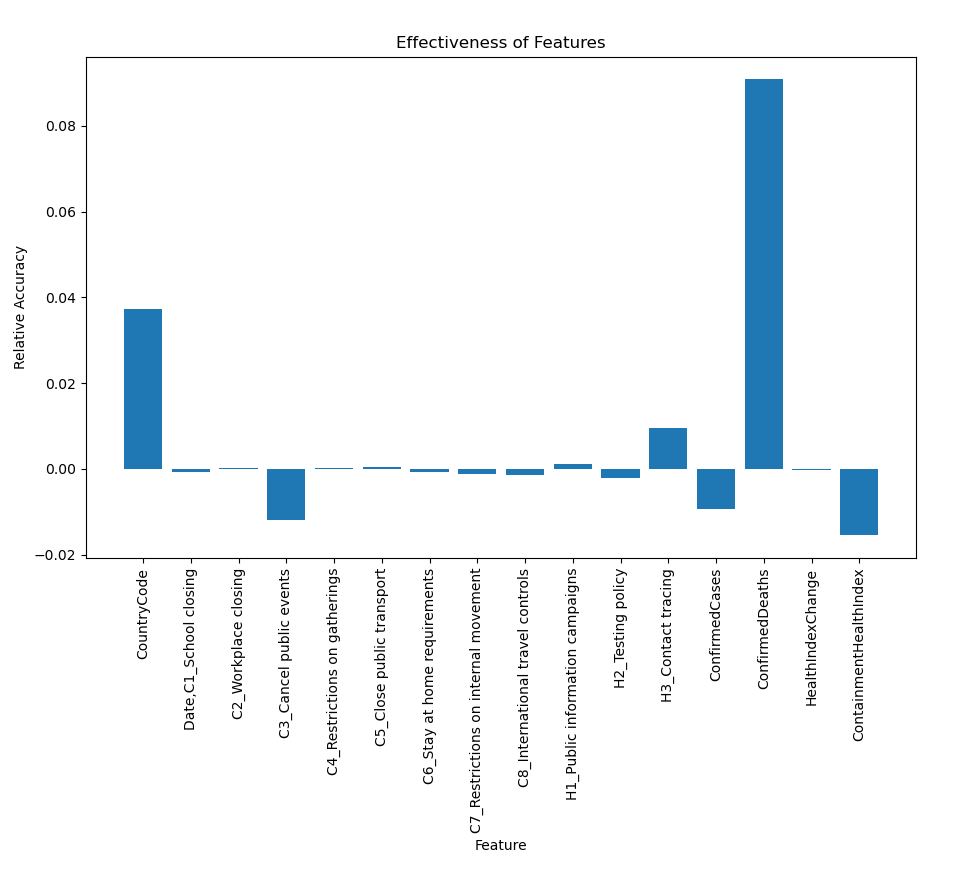 Effectiveness of Features
Relative Accuracy
0.08
0.06
0.04
0.02
0.00
−0.02
CountryCode
Date,C1_School closing
C2_Workplace closing
C3_Cancel public events
C4_Restrictions on gatherings
C5_Close public transport
C6_Stay at home requirements
C7_Restrictions on internal movement
C8_International travel controls
H1_Public information campaigns
H2_Testing policy
H3_Contact tracing
ConfirmedCases
ConfirmedDeaths
HealthIndexChange
ContainmentHealthIndex
Feature